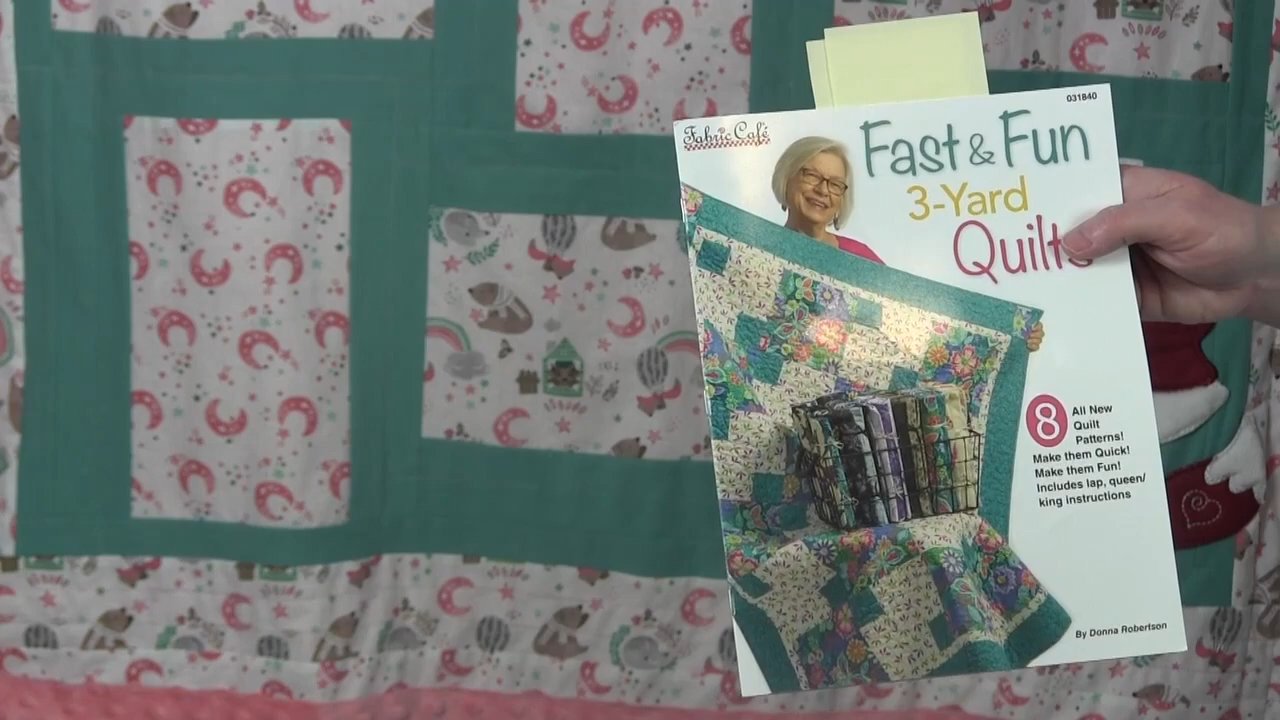 031840
Fabric Café
Fast & Fun
3-Yard
Quilts
8
All New
Quilt
Patterns!
Make them Quick!
Make them Fun!
Includes lap, queen/
king instructions
By Donna Robertson